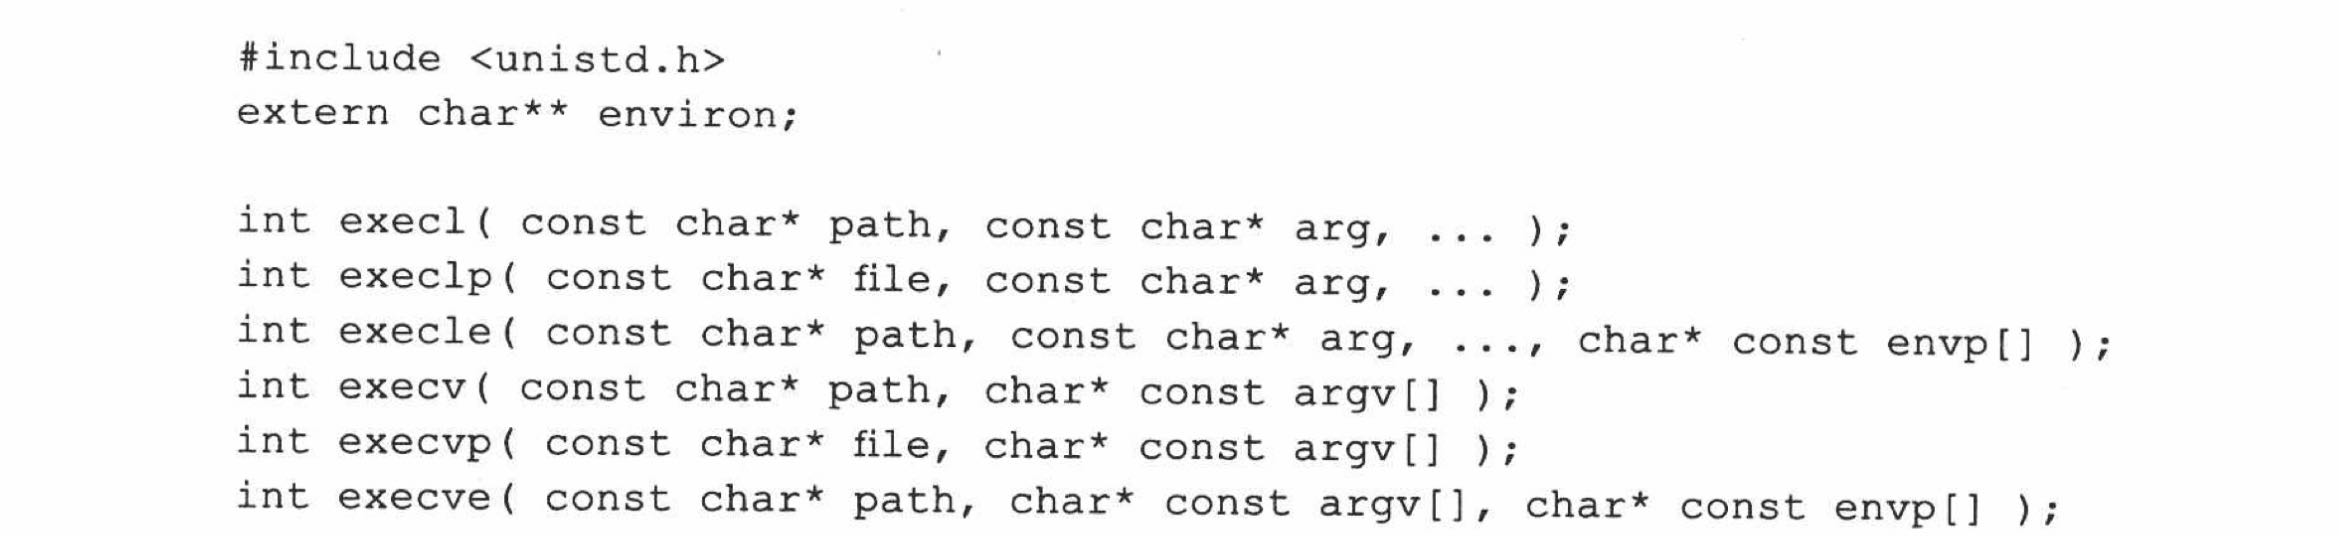 #include <unistd.h>
extern char** environ;
int execl( const char* path, const char* arg, ... );
int execlp( const char* file, const char* arg, ... );
int execle( const char* path, const char* arg, ..., char* const envp[] );
int execv( const char* path, char* const argv[] );
int execvp( const char* file, char* const argv[] );
int execve( const char* path, char* const argv[], char* const envp[] );